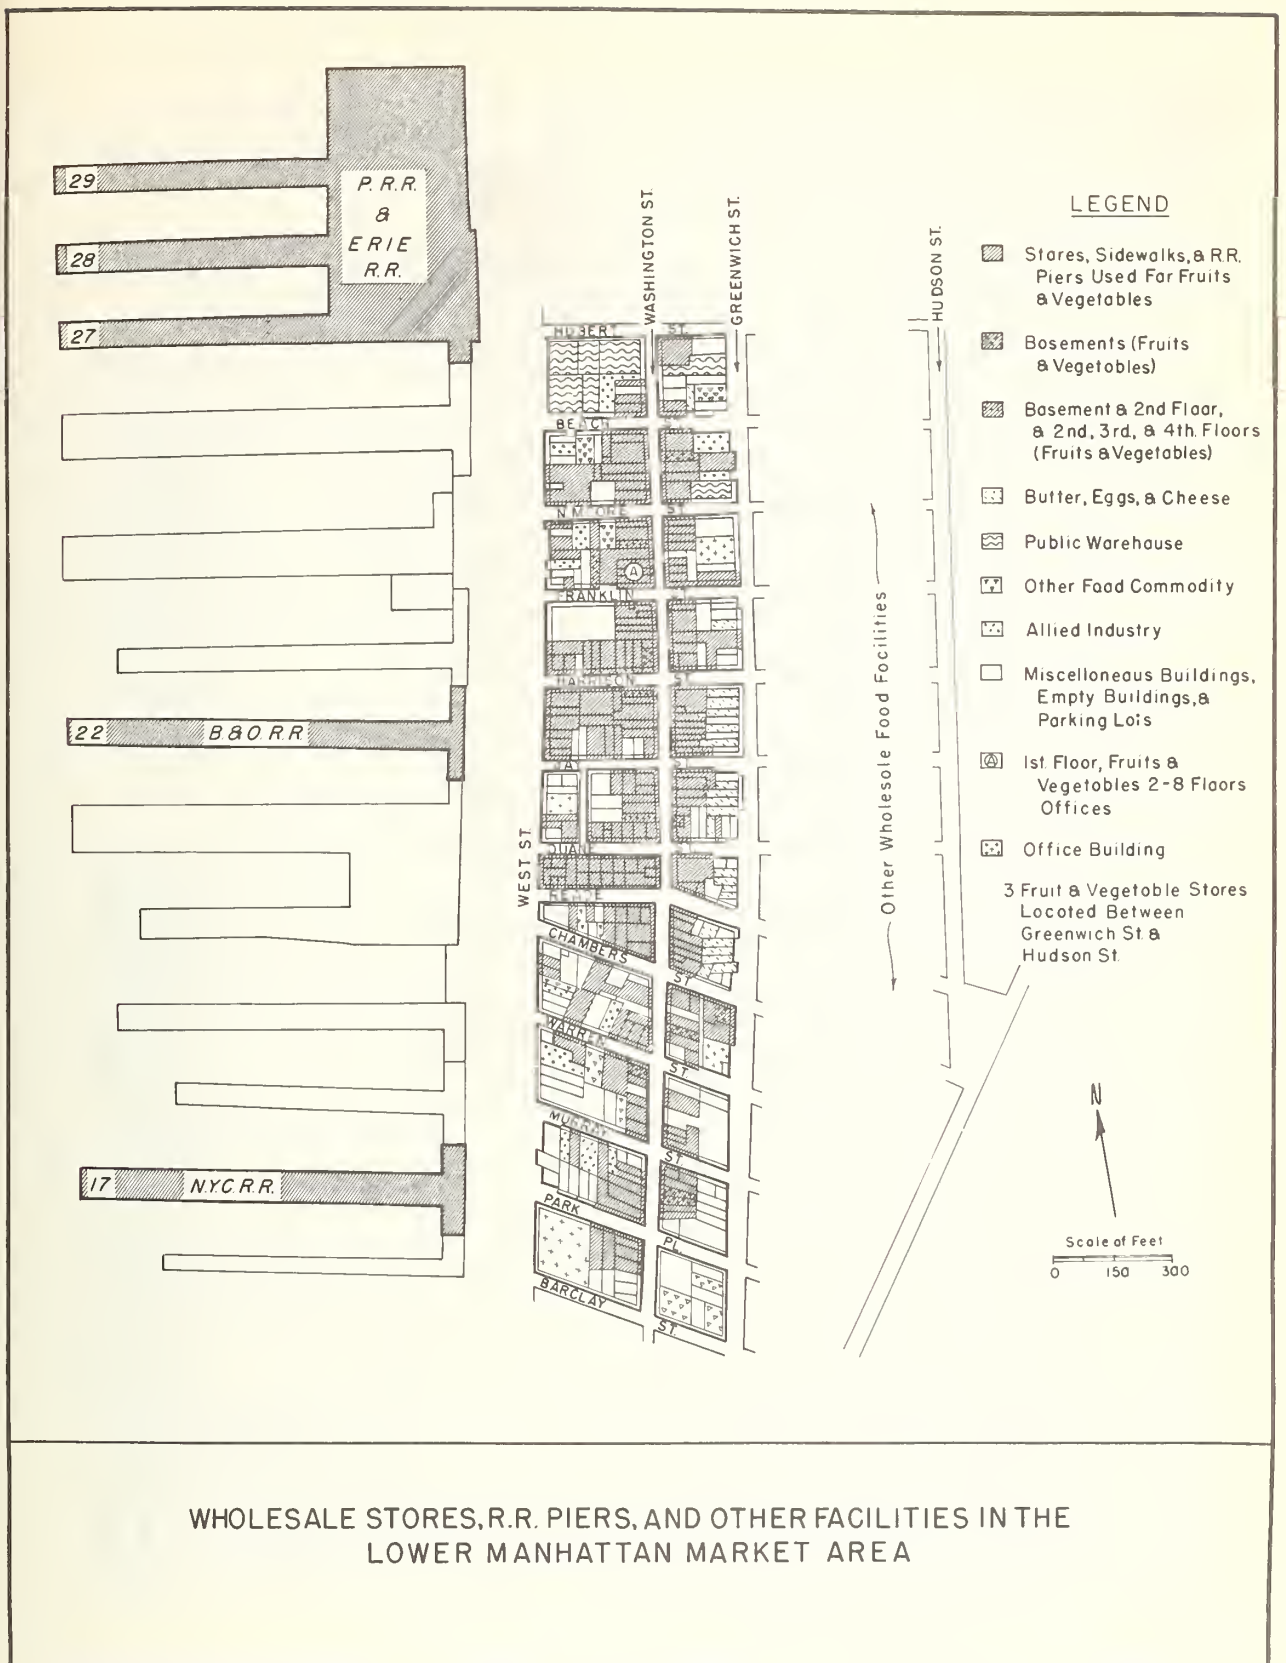 29
P.R.R.
&
ERIE
R.R.
28
27
22
B&O.R.R
17
N.Y.C.R.R.
WASHINGTON ST.
GREENWICH ST.
HUDSON ST.
WEST ST.
HUBERT ST.
BEACH ST.
N.MOORE ST.
FRANKLIN ST.
A
HARRISON ST.
JAY ST.
DUANE ST.
READE
CHAMBERS ST
WARREN ST.
MURRAY ST.
PARK PL.
BARCLAY ST.
Other Wholesale Food Facilities
LEGEND
Stores, Sidewalks, & R.R.
Piers Used For Fruits
& Vegetables
Basements (Fruits
& Vegetables)
Basement & 2nd Floor,
& 2nd, 3rd, & 4th. Floors
(Fruits & Vegetables)
Butter, Eggs, & Cheese
Public Warehouse
Other Food Commodity
Allied Industry
Miscellaneous Buildings,
Empty Buildings, &
Parking Lots
A
1st. Floor, Fruits &
Vegetables 2-8 Floors
Offices
Office Building
3 Fruit & Vegetable Stores
Located Between
Greenwich St. &
Hudson St.
N
Scale of Feet
0 150 300
WHOLESALE STORES, R.R. PIERS, AND OTHER FACILITIES IN THE
LOWER MANHATTAN MARKET AREA